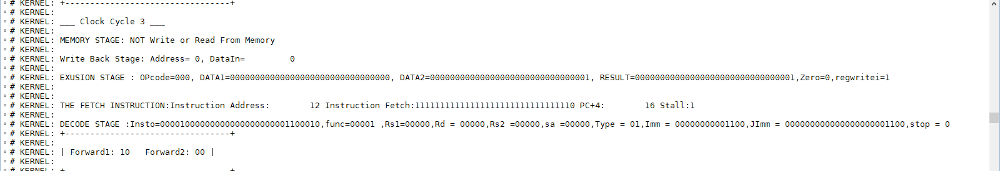 # KERNEL: +---------------------------------+
# KERNEL:
# KERNEL: ___ Clock Cycle 3 ___
# KERNEL:
# KERNEL: MEMORY STAGE: NOT Write or Read From Memory
# KERNEL:
# KERNEL: Write Back Stage: Address= 0, DataIn=         0
# KERNEL:
# KERNEL: EXUSION STAGE : OPcode=000, DATA1=00000000000000000000000000000000, DATA2=00000000000000000000000000000001, RESULT=00000000000000000000000000000001,Zero=0,regwritei=1
# KERNEL:
# KERNEL:
# KERNEL: THE FETCH INSTRUCTION:Instruction Address:        12 Instruction Fetch:11111111111111111111111111111110 PC+4:        16 Stall:1
# KERNEL:
# KERNEL: DECODE STAGE :Insto=00001000000000000000000001100010,func=00001 ,Rs1=00000,Rd = 00000,Rs2 =00000,sa =00000,Type = 01,Imm = 00000000001100,JImm = 000000000000000000001100,stop = 0
# KERNEL: +---------------------------------+
# KERNEL:
# KERNEL: | Forward1: 10   Forward2: 00 |
# KERNEL:
# KERNEL: +---------------------------------+